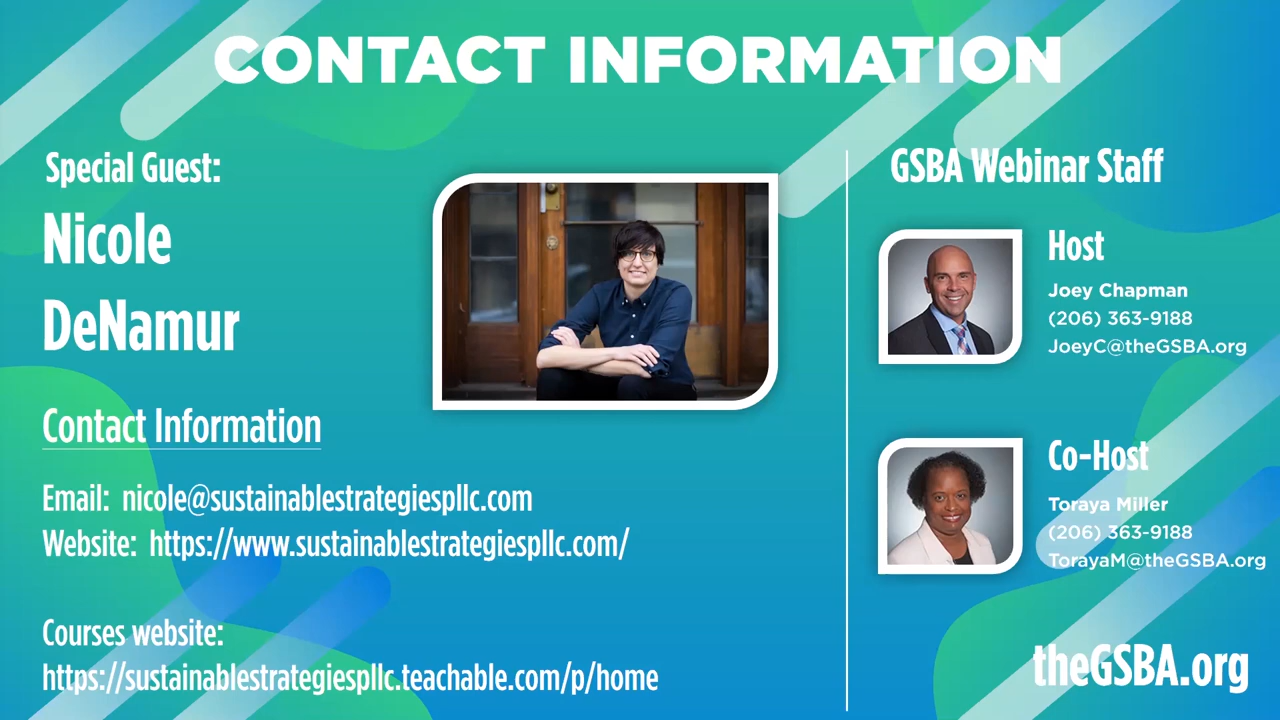 CONTACT INFORMATION
Special Guest:
Nicole
DeNamur
Contact Information
Email: nicole@sustainablestrategiespllc.com
Website: https://www.sustainablestrategiespllc.com/
Courses website:
https://sustainablestrategiespllc.teachable.com/p/home
GSBA Webinar Staff
Host
Joey Chapman
(206) 363-9188
JoeyC@theGSBA.org
Co-Host
Toraya Miller
(206) 363-9188
TorayaM@theGSBA.org
theGSBA.org